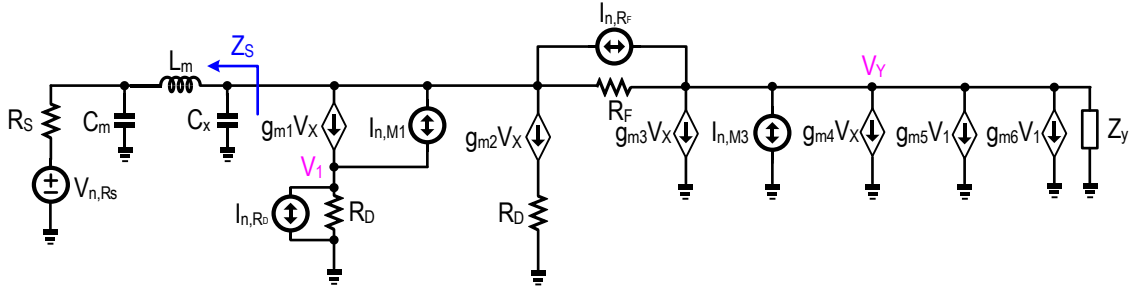 I_{n,R_F}
Z_S
L_m
V_Y
R_S
C_m
C_x
g_{m1}V_X
I_{n,M1}
g_{m2}V_X
R_F
g_{m3}V_X
I_{n,M3}
g_{m4}V_X
g_{m5}V_1
g_{m6}V_1
Z_y
V_{n,Rs}
V_1
I_{n,R_D}
R_D
R_D